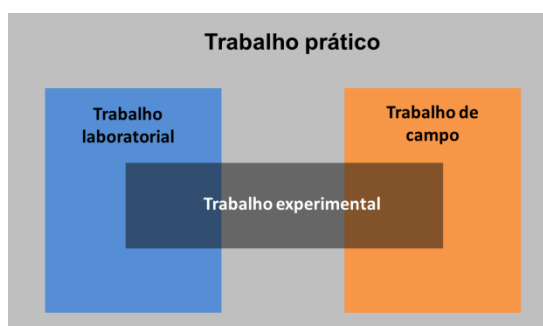 Trabalho prático
Trabalho
laboratorial
Trabalho de
campo
Trabalho experimental